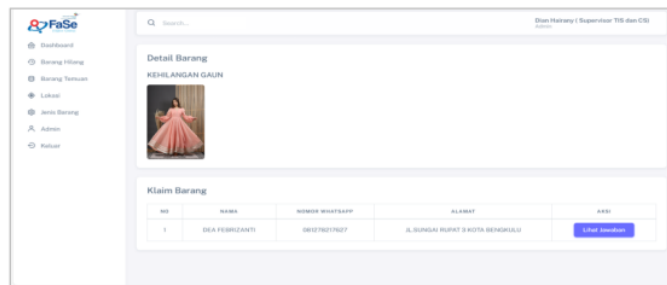 FaSe
Search...
Dian Hairany ( Supervisor TIS dan CS)
Admin
Dashboard
Barang Hilang
Barang Temuan
Lokasi
Jenis Barang
Admin
Keluar
Detail Barang
KEHILANGAN GAUN
Klaim Barang
NO NAMA NOMOR WHATSAPP ALAMAT AKSI
1 DEA FEBRIZANTI JL.SUNGAI RUPAT 3 KOTA BENGKULU Lihat Jawaban